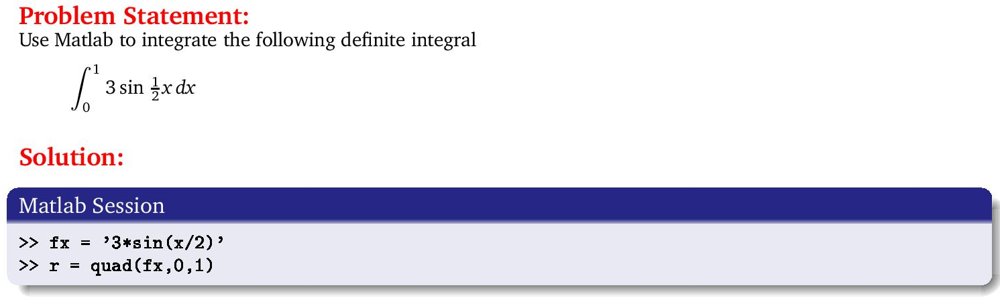 Problem Statement:
Use Matlab to integrate the following definite integral
∫₀¹ 3 sin ½x dx
Solution:
Matlab Session
>> fx = ’3*sin(x/2)’
>> r = quad(fx,0,1)